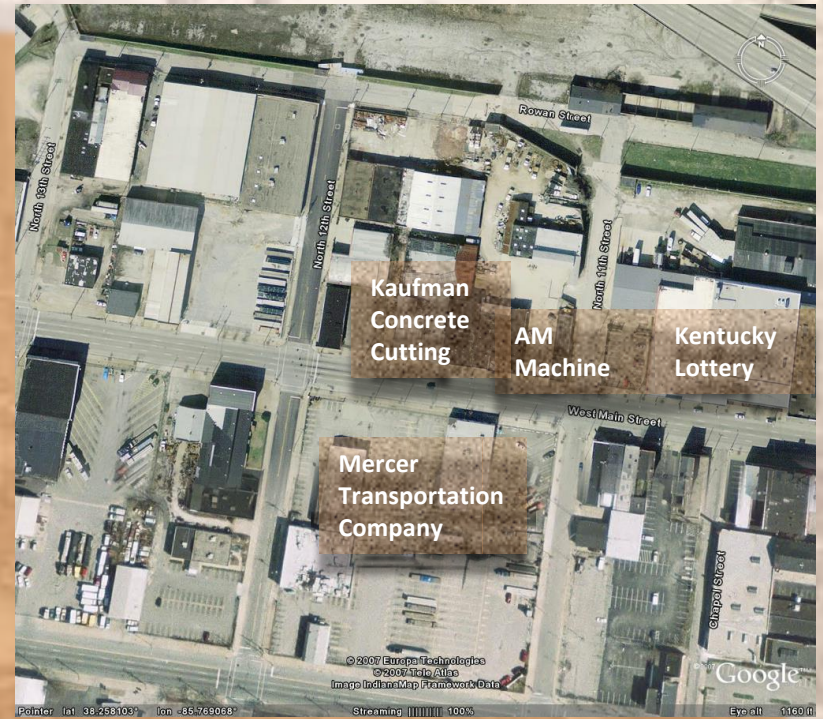 N
Rowan Street
North 13th Street
North 12th Street
North 11th Street
Kaufman
Concrete
Cutting
AM
Machine
Kentucky
Lottery
West Main Street
Mercer
Transportation
Company
Chapel Street
© 2007 Europa Technologies
© 2007 Tele Atlas
Image IndianaMap Framework Data
©2007 Google™
Pointer lat 38.258103° lon -85.769068° Streaming |||||||||| 100% Eye alt 1160 ft